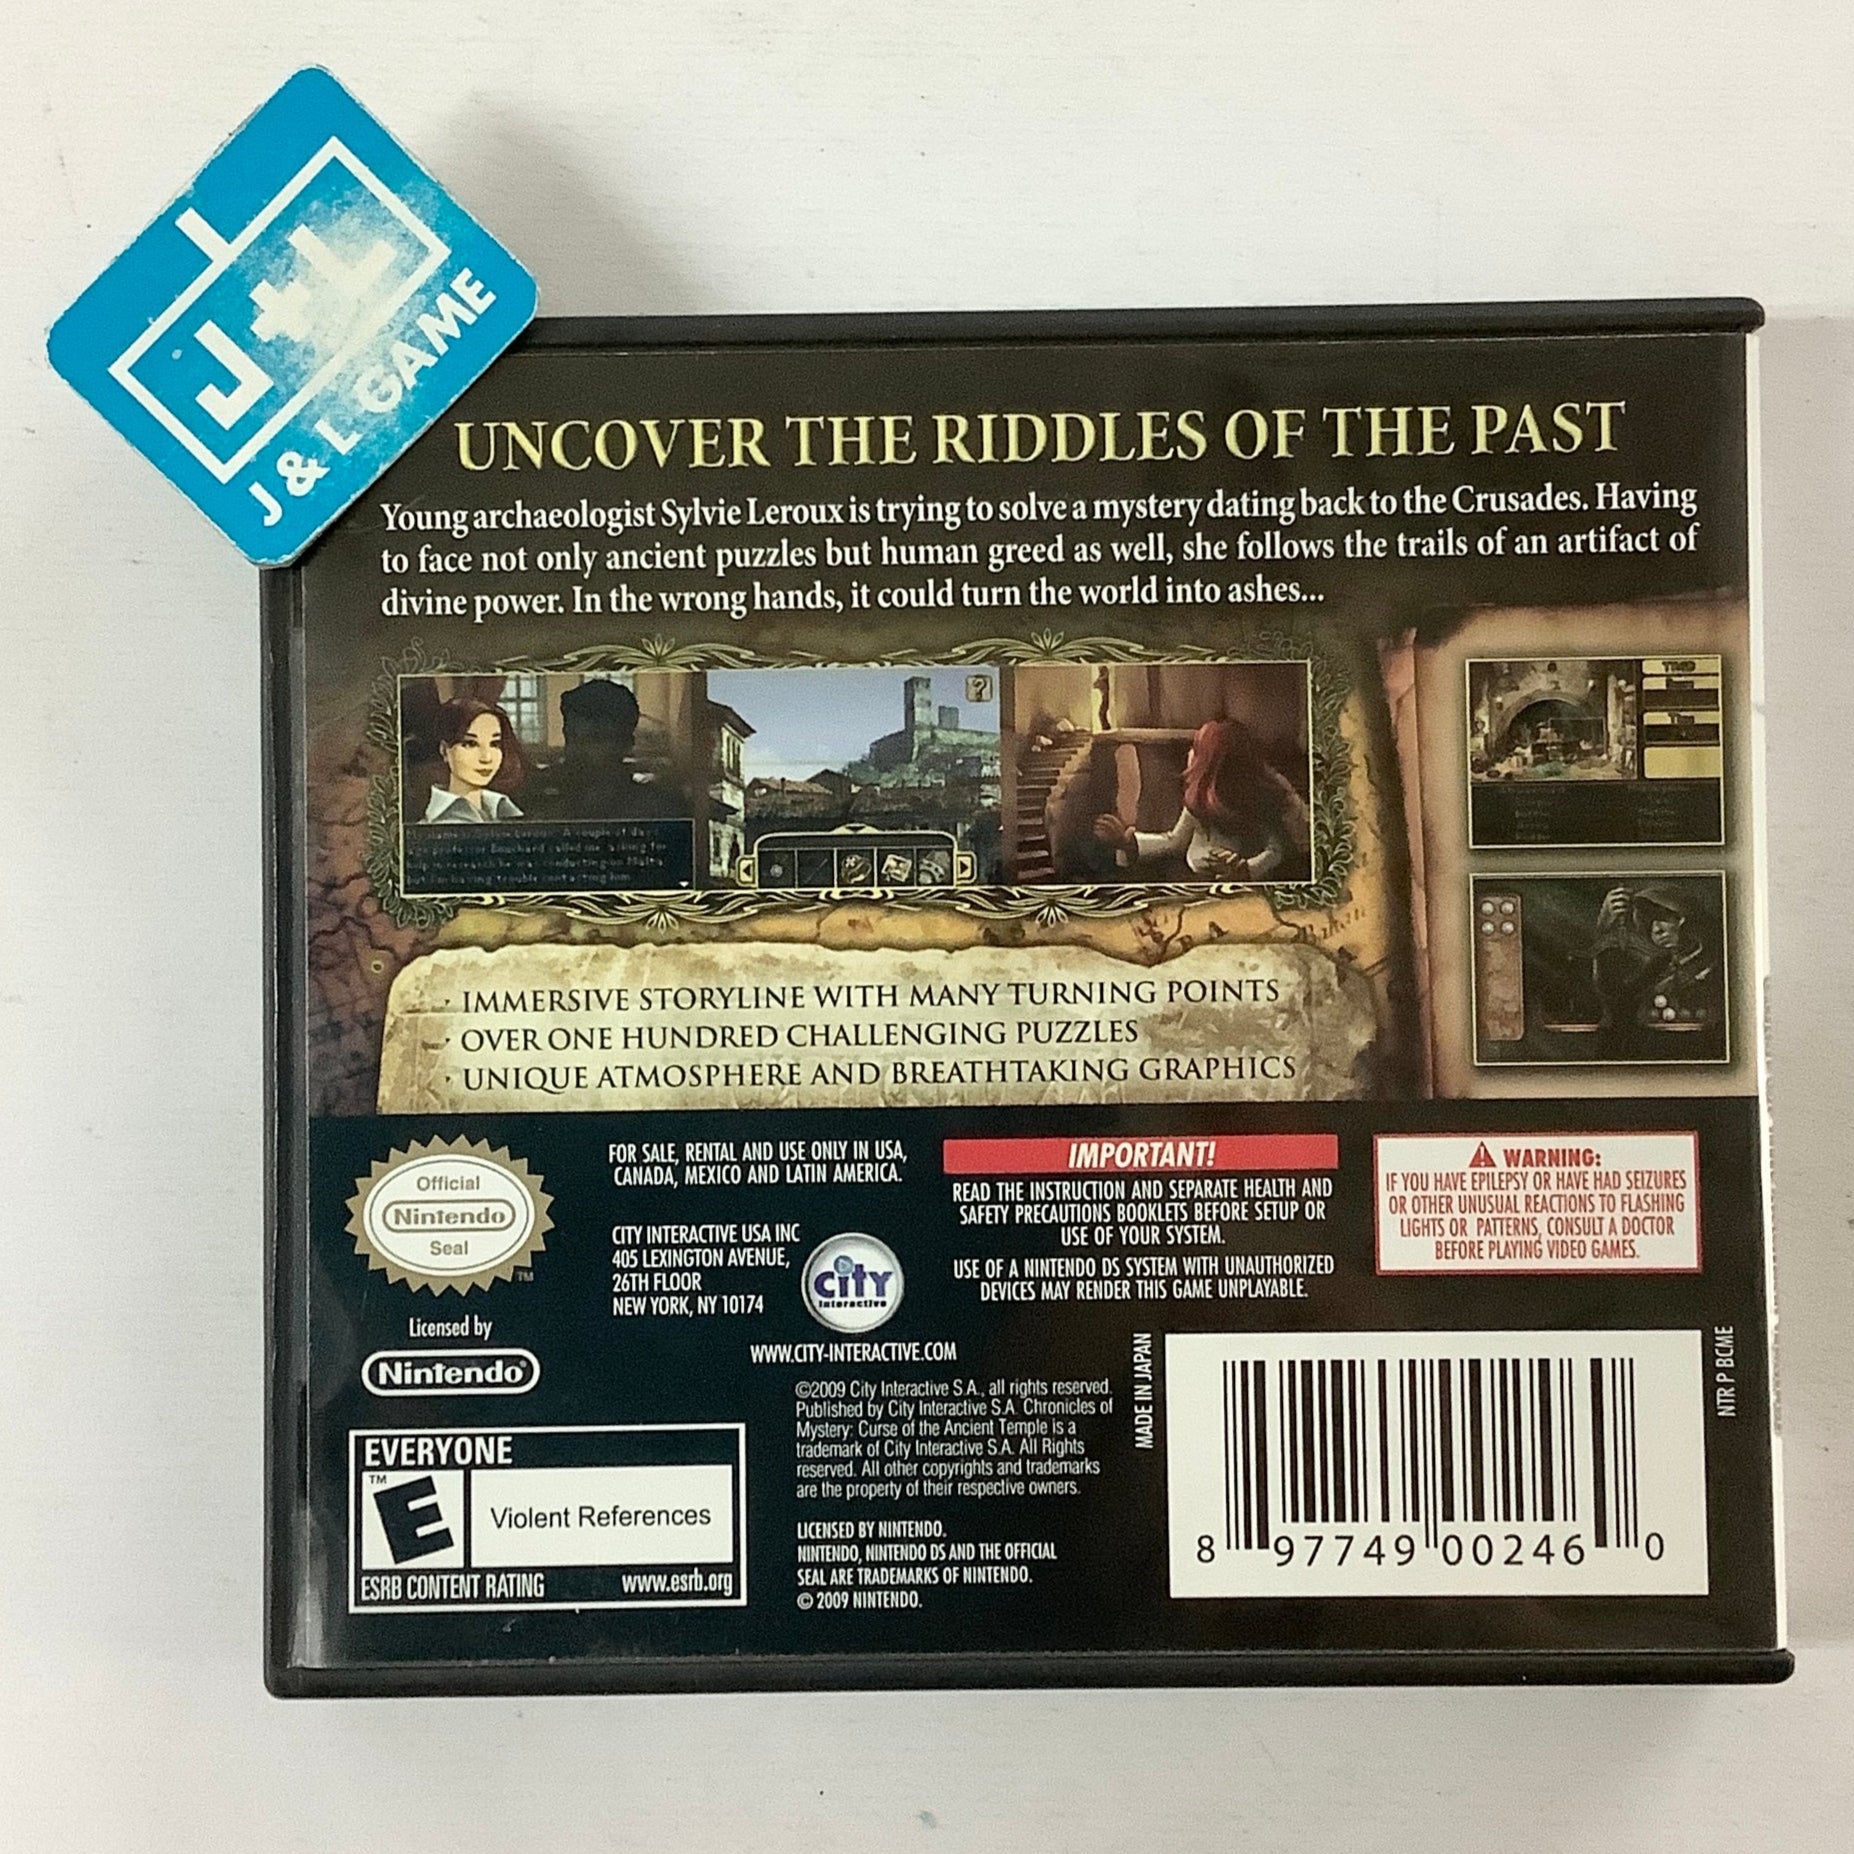 J+L
J & L GAME
UNCOVER THE RIDDLES OF THE PAST
Young archaeologist Sylvie Leroux is trying to solve a mystery dating back to the Crusades. Having
to face not only ancient puzzles but human greed as well, she follows the trails of an artifact of
divine power. In the wrong hands, it could turn the world into ashes...
?
· IMMERSIVE STORYLINE WITH MANY TURNING POINTS
· OVER ONE HUNDRED CHALLENGING PUZZLES
· UNIQUE ATMOSPHERE AND BREATHTAKING GRAPHICS
Official
Nintendo
Seal
TM
Licensed by
Nintendo®
EVERYONE
TM
E
Violent References
ESRB CONTENT RATING www.esrb.org
FOR SALE, RENTAL AND USE ONLY IN USA,
CANADA, MEXICO AND LATIN AMERICA.
CITY INTERACTIVE USA INC
405 LEXINGTON AVENUE,
26TH FLOOR
NEW YORK, NY 10174
city
interactive
WWW.CITY-INTERACTIVE.COM
©2009 City Interactive S.A., all rights reserved.
Published by City Interactive S.A. Chronicles of
Mystery: Curse of the Ancient Temple is a
trademark of City Interactive S.A. All Rights
reserved. All other copyrights and trademarks
are the property of their respective owners.
LICENSED BY NINTENDO.
NINTENDO, NINTENDO DS AND THE OFFICIAL
SEAL ARE TRADEMARKS OF NINTENDO.
© 2009 NINTENDO.
IMPORTANT!
READ THE INSTRUCTION AND SEPARATE HEALTH AND
SAFETY PRECAUTIONS BOOKLETS BEFORE SETUP OR
USE OF YOUR SYSTEM.
USE OF A NINTENDO DS SYSTEM WITH UNAUTHORIZED
DEVICES MAY RENDER THIS GAME UNPLAYABLE.
WARNING:
IF YOU HAVE EPILEPSY OR HAVE HAD SEIZURES
OR OTHER UNUSUAL REACTIONS TO FLASHING
LIGHTS OR PATTERNS, CONSULT A DOCTOR
BEFORE PLAYING VIDEO GAMES.
MADE IN JAPAN
8 97749 00246 0
NTR P BCME